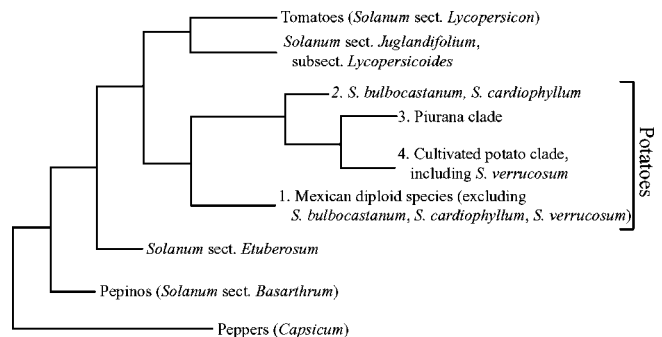 Tomatoes (Solanum sect. Lycopersicon)
Solanum sect. Juglandifolium,
subsect. Lycopersicoides
2. S. bulbocastanum, S. cardiophyllum
3. Piurana clade
4. Cultivated potato clade,
including S. verrucosum
1. Mexican diploid species (excluding
S. bulbocastanum, S. cardiophyllum, S. verrucosum)
Potatoes
Solanum sect. Etuberosum
Pepinos (Solanum sect. Basarthrum)
Peppers (Capsicum)